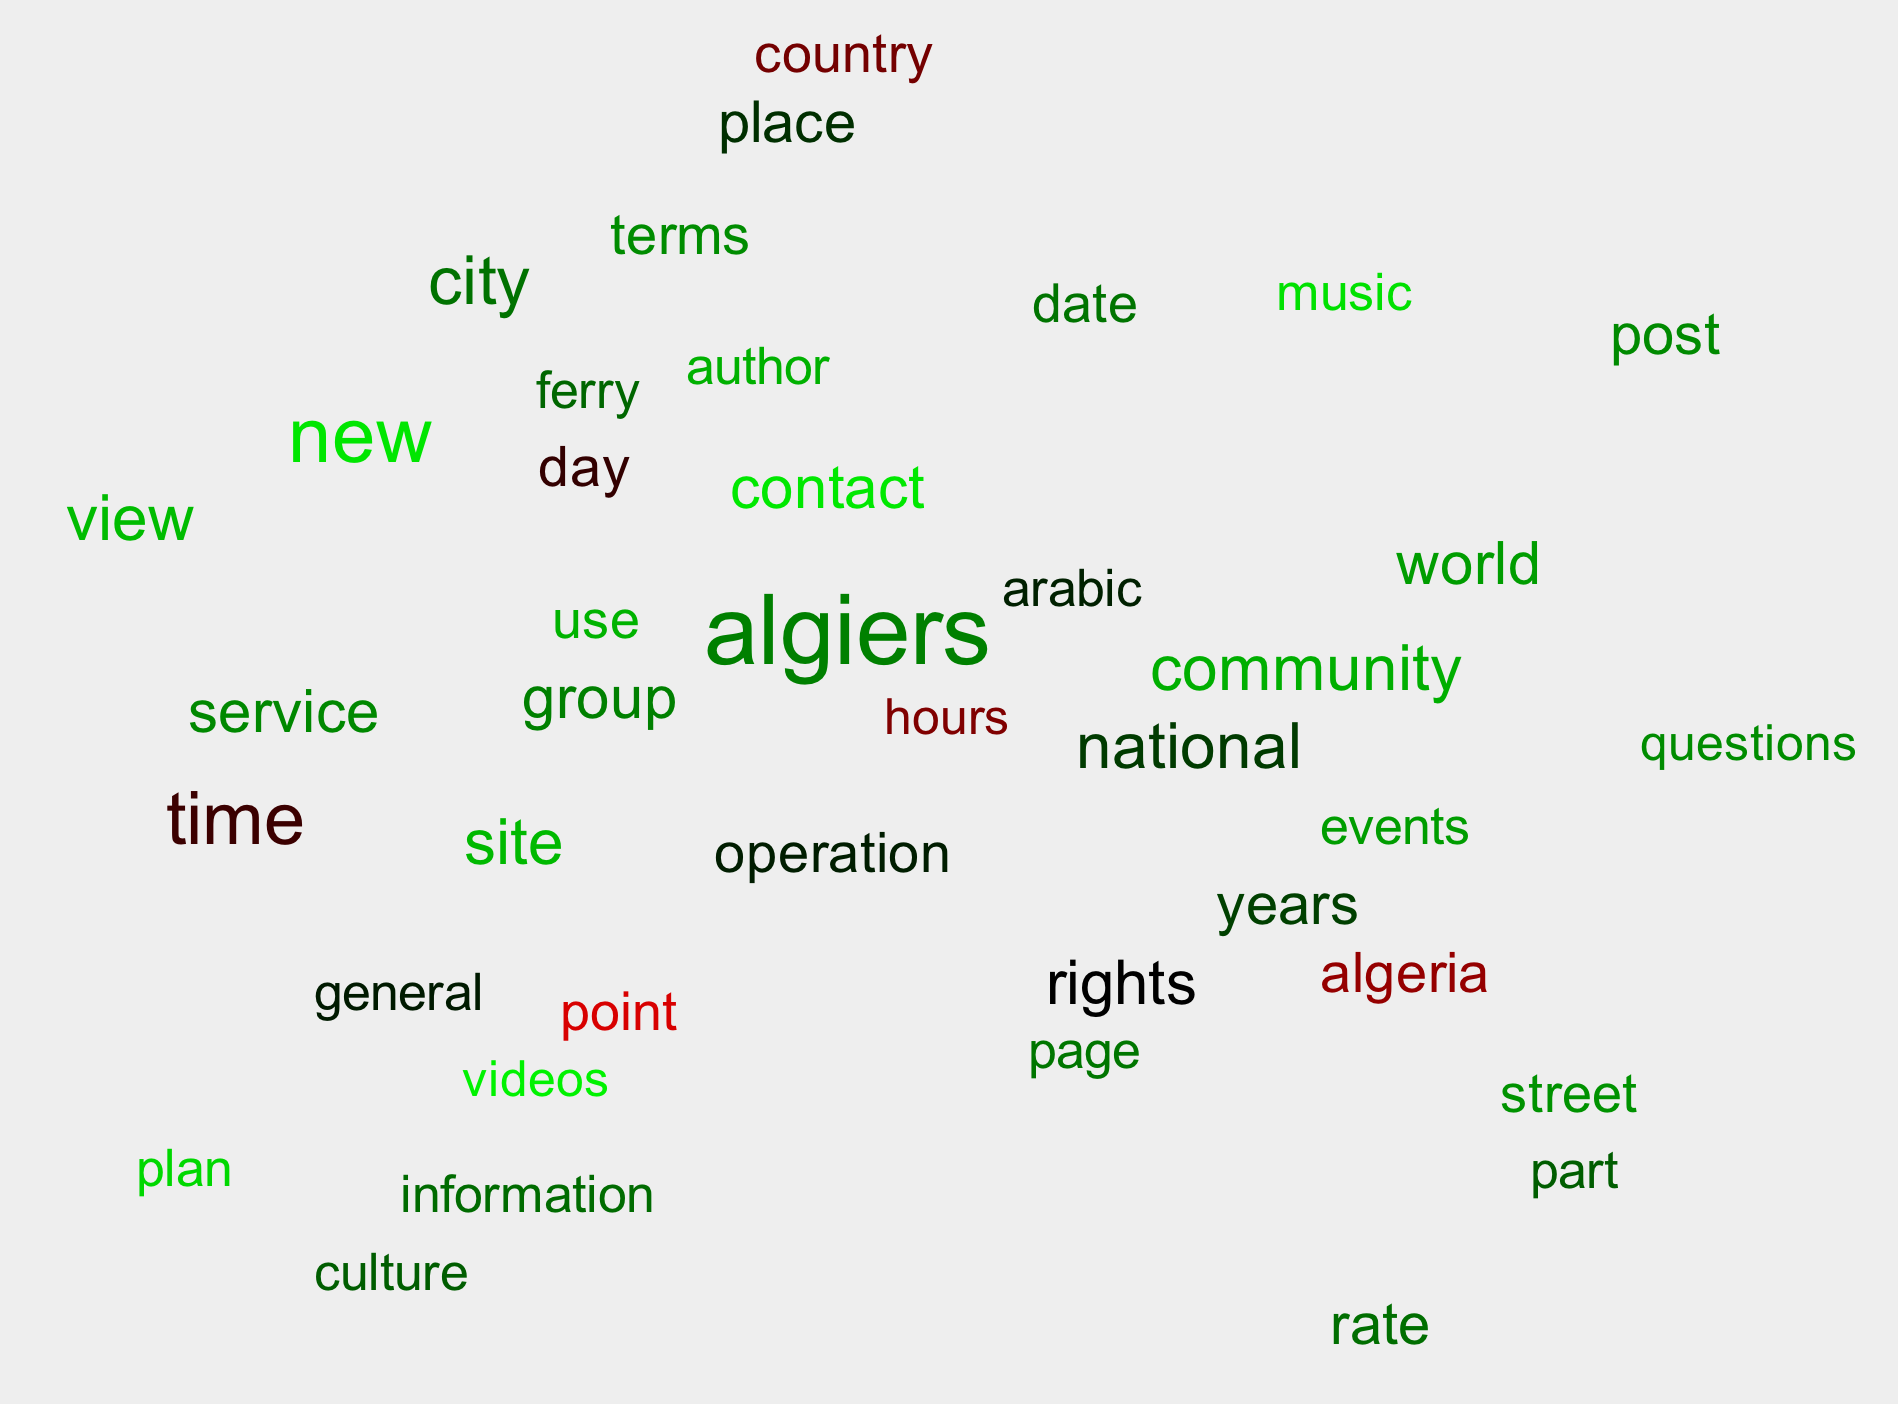 country
place
terms
city
date
music
post
author
ferry
new
day
contact
view
world
arabic
use
algiers
community
service
group
hours
national
questions
time
site
operation
events
years
general
point
rights
algeria
page
videos
street
plan
part
information
culture
rate